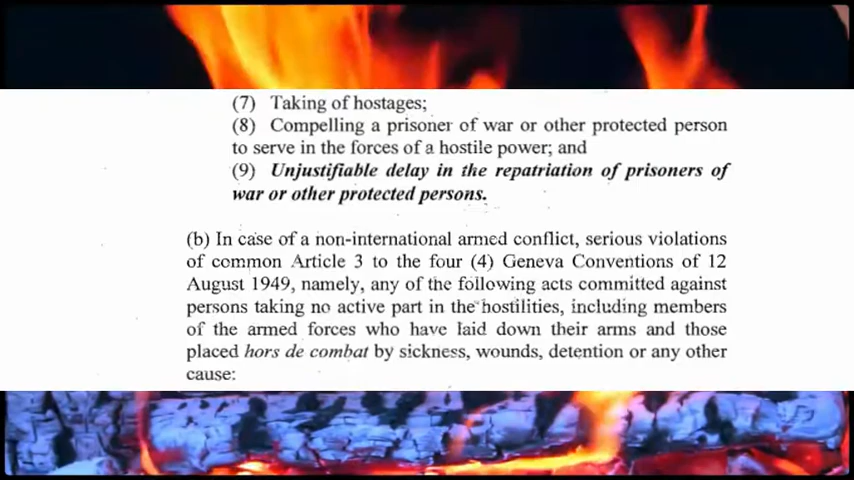 (7) Taking of hostages;
(8) Compelling a prisoner of war or other protected person
to serve in the forces of a hostile power; and
(9) Unjustifiable delay in the repatriation of prisoners of
war or other protected persons.
(b) In case of a non-international armed conflict, serious violations
of common Article 3 to the four (4) Geneva Conventions of 12
August 1949, namely, any of the following acts committed against
persons taking no active part in the hostilities, including members
of the armed forces who have laid down their arms and those
placed hors de combat by sickness, wounds, detention or any other
cause: